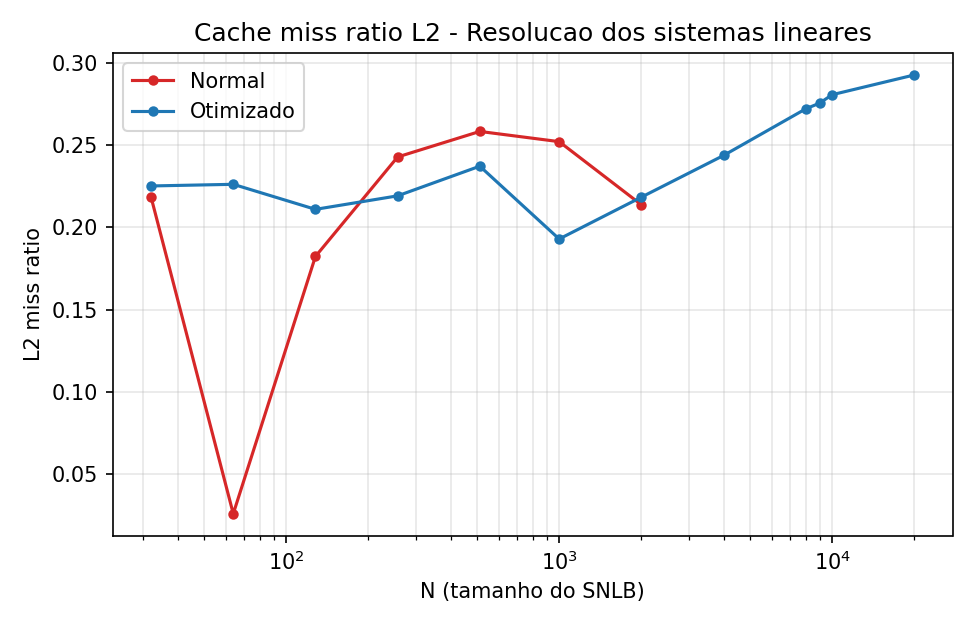 Cache miss ratio L2 - Resolucao dos sistemas lineares
Normal
Otimizado
0.30
0.25
0.20
0.15
0.10
0.05
L2 miss ratio
10²
10³
10⁴
N (tamanho do SNLB)